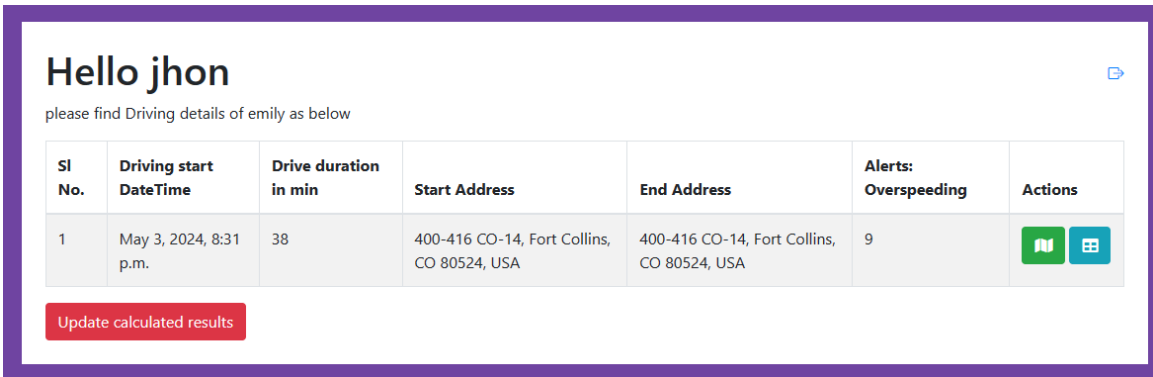 Hello jhon
please find Driving details of emily as below
Sl No. Driving start DateTime Drive duration in min Start Address End Address Alerts: Overspeeding Actions
1 May 3, 2024, 8:31 p.m. 38 400-416 CO-14, Fort Collins, CO 80524, USA 400-416 CO-14, Fort Collins, CO 80524, USA 9
Update calculated results